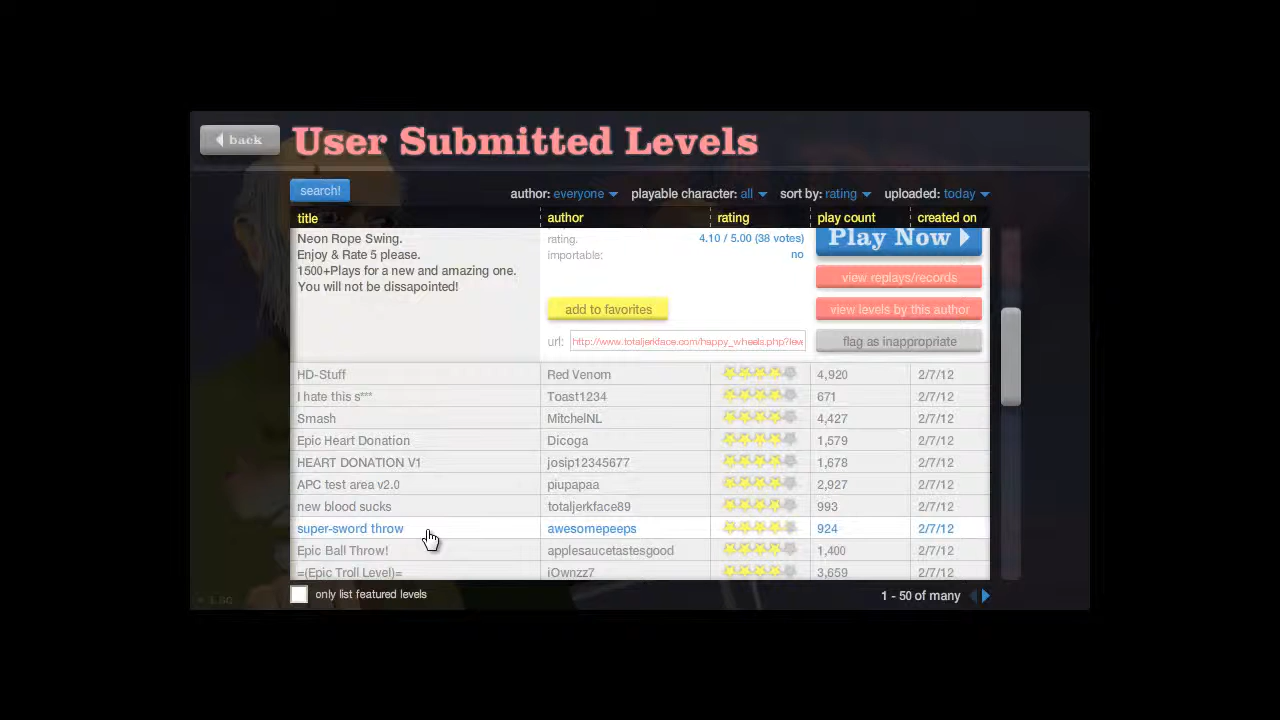 back
User Submitted Levels
search!
author: everyone
playable character: all
sort by: rating
uploaded: today
title author rating play count created on
Neon Rope Swing.
Enjoy & Rate 5 please.
1500+Plays for a new and amazing one.
You will not be dissapointed!
rating: 4.10 / 5.00 (38 votes)
importable: no
add to favorites
url: http://www.totaljerkface.com/happy_wheels.php?leve
Play Now
view replays/records
view levels by this author
flag as inappropriate
HD-Stuff Red Venom 4,920 2/7/12
I hate this s*** Toast1234 671 2/7/12
Smash MitchelNL 4,427 2/7/12
Epic Heart Donation Dicoga 1,579 2/7/12
HEART DONATION V1 josip12345677 1,678 2/7/12
APC test area v2.0 piupapaa 2,927 2/7/12
new blood sucks totaljerkface89 993 2/7/12
super-sword throw awesomepeeps 924 2/7/12
Epic Ball Throw! applesaucetastesgood 1,400 2/7/12
=(Epic Troll Level)= iOwnzz7 3,659 2/7/12
only list featured levels
1 - 50 of many